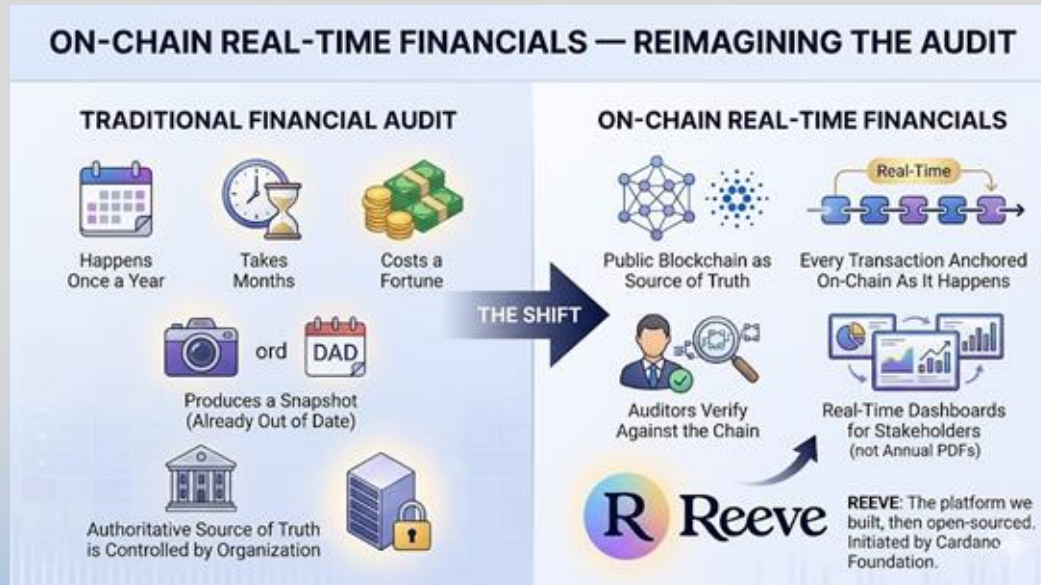 ON-CHAIN REAL-TIME FINANCIALS — REIMAGINING THE AUDIT
TRADITIONAL FINANCIAL AUDIT
Happens
Once a Year
Takes
Months
Costs a
Fortune
ord
DAD
Produces a Snapshot
(Already Out of Date)
Authoritative Source of Truth
is Controlled by Organization
THE SHIFT
ON-CHAIN REAL-TIME FINANCIALS
Public Blockchain as
Source of Truth
Real-Time
Every Transaction Anchored
On-Chain As It Happens
Auditors Verify
Against the Chain
Real-Time Dashboards
for Stakeholders
(not Annual PDFs)
R Reeve
REEVE: The platform we
built, then open-sourced.
Initiated by Cardano
Foundation.